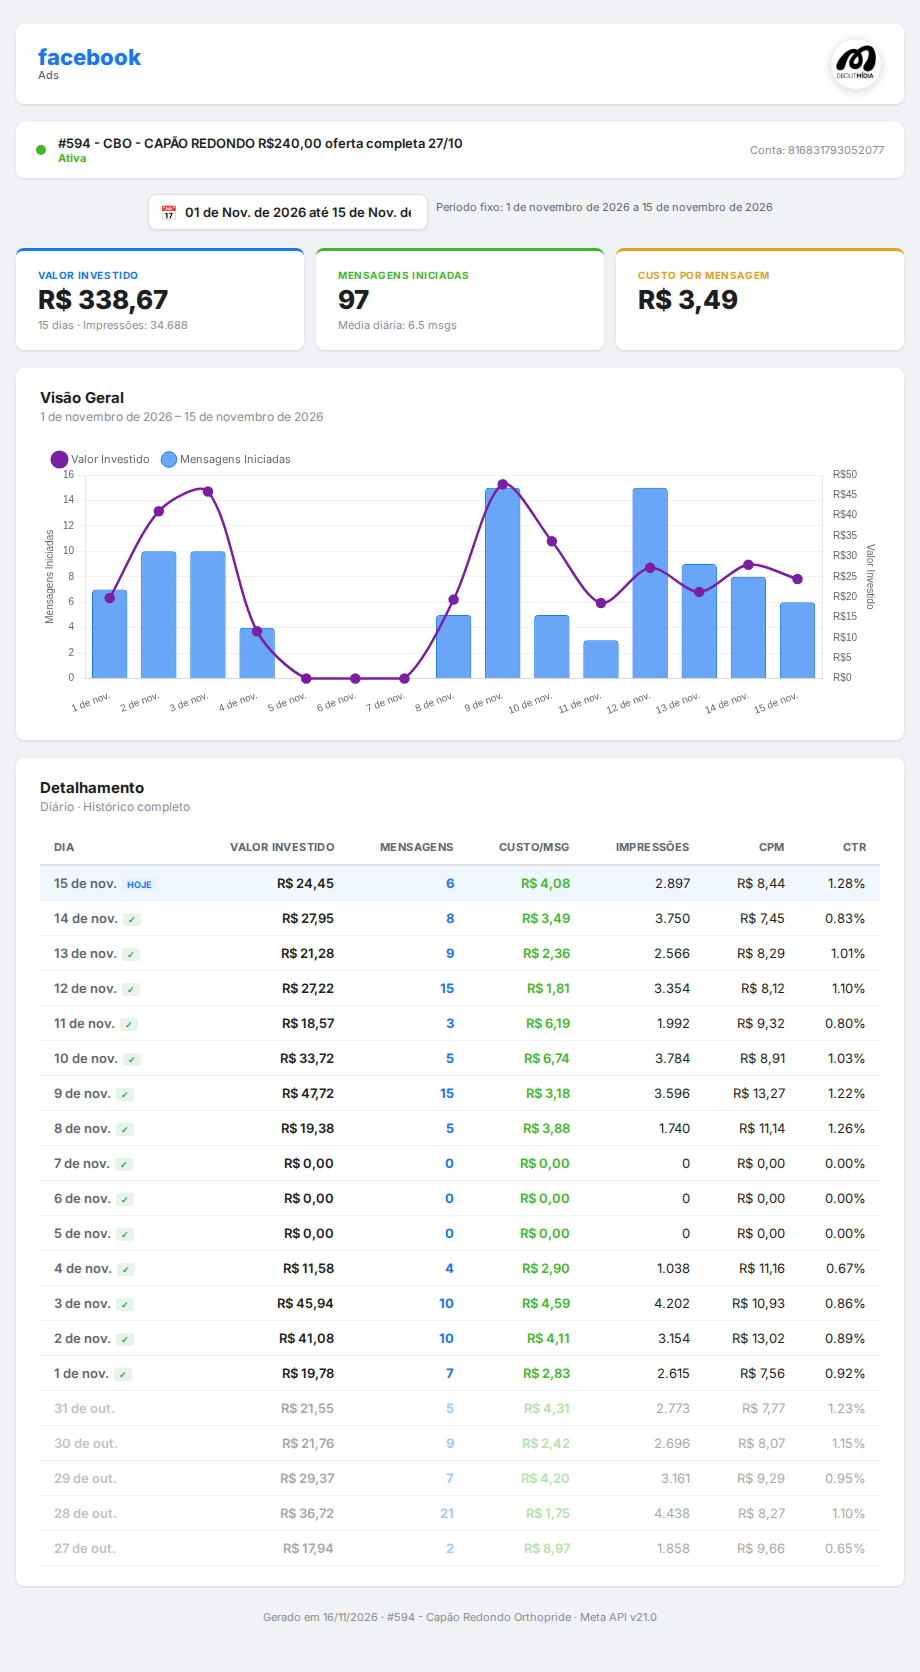 facebook
Ads
DBOUTMÍDIA
#594 - CBO - CAPÃO REDONDO R$240,00 oferta completa 27/10
Ativa
Conta: 816831793052077
📅 01 de Nov. de 2026 até 15 de Nov. de
Período fixo: 1 de novembro de 2026 a 15 de novembro de 2026
VALOR INVESTIDO
R$ 338,67
15 dias · Impressões: 34.688
MENSAGENS INICIADAS
97
Média diária: 6.5 msgs
CUSTO POR MENSAGEM
R$ 3,49
Visão Geral
1 de novembro de 2026 – 15 de novembro de 2026
Valor Investido Mensagens Iniciadas
Mensagens Iniciadas
16
14
12
10
8
6
4
2
0
R$50
R$45
R$40
R$35
R$30
R$25
R$20
R$15
R$10
R$5
R$0
Valor Investido
1 de nov. 2 de nov. 3 de nov. 4 de nov. 5 de nov. 6 de nov. 7 de nov. 8 de nov. 9 de nov. 10 de nov. 11 de nov. 12 de nov. 13 de nov. 14 de nov. 15 de nov.
Detalhamento
Diário · Histórico completo
DIA VALOR INVESTIDO MENSAGENS CUSTO/MSG IMPRESSÕES CPM CTR
15 de nov. HOJE R$ 24,45 6 R$ 4,08 2.897 R$ 8,44 1.28%
14 de nov. ✓ R$ 27,95 8 R$ 3,49 3.750 R$ 7,45 0.83%
13 de nov. ✓ R$ 21,28 9 R$ 2,36 2.566 R$ 8,29 1.01%
12 de nov. ✓ R$ 27,22 15 R$ 1,81 3.354 R$ 8,12 1.10%
11 de nov. ✓ R$ 18,57 3 R$ 6,19 1.992 R$ 9,32 0.80%
10 de nov. ✓ R$ 33,72 5 R$ 6,74 3.784 R$ 8,91 1.03%
9 de nov. ✓ R$ 47,72 15 R$ 3,18 3.596 R$ 13,27 1.22%
8 de nov. ✓ R$ 19,38 5 R$ 3,88 1.740 R$ 11,14 1.26%
7 de nov. ✓ R$ 0,00 0 R$ 0,00 0 R$ 0,00 0.00%
6 de nov. ✓ R$ 0,00 0 R$ 0,00 0 R$ 0,00 0.00%
5 de nov. ✓ R$ 0,00 0 R$ 0,00 0 R$ 0,00 0.00%
4 de nov. ✓ R$ 11,58 4 R$ 2,90 1.038 R$ 11,16 0.67%
3 de nov. ✓ R$ 45,94 10 R$ 4,59 4.202 R$ 10,93 0.86%
2 de nov. ✓ R$ 41,08 10 R$ 4,11 3.154 R$ 13,02 0.89%
1 de nov. ✓ R$ 19,78 7 R$ 2,83 2.615 R$ 7,56 0.92%
31 de out. R$ 21,55 5 R$ 4,31 2.773 R$ 7,77 1.23%
30 de out. R$ 21,76 9 R$ 2,42 2.696 R$ 8,07 1.15%
29 de out. R$ 29,37 7 R$ 4,20 3.161 R$ 9,29 0.95%
28 de out. R$ 36,72 21 R$ 1,75 4.438 R$ 8,27 1.10%
27 de out. R$ 17,94 2 R$ 8,97 1.858 R$ 9,66 0.65%
Gerado em 16/11/2026 · #594 - Capão Redondo Orthopride · Meta API v21.0